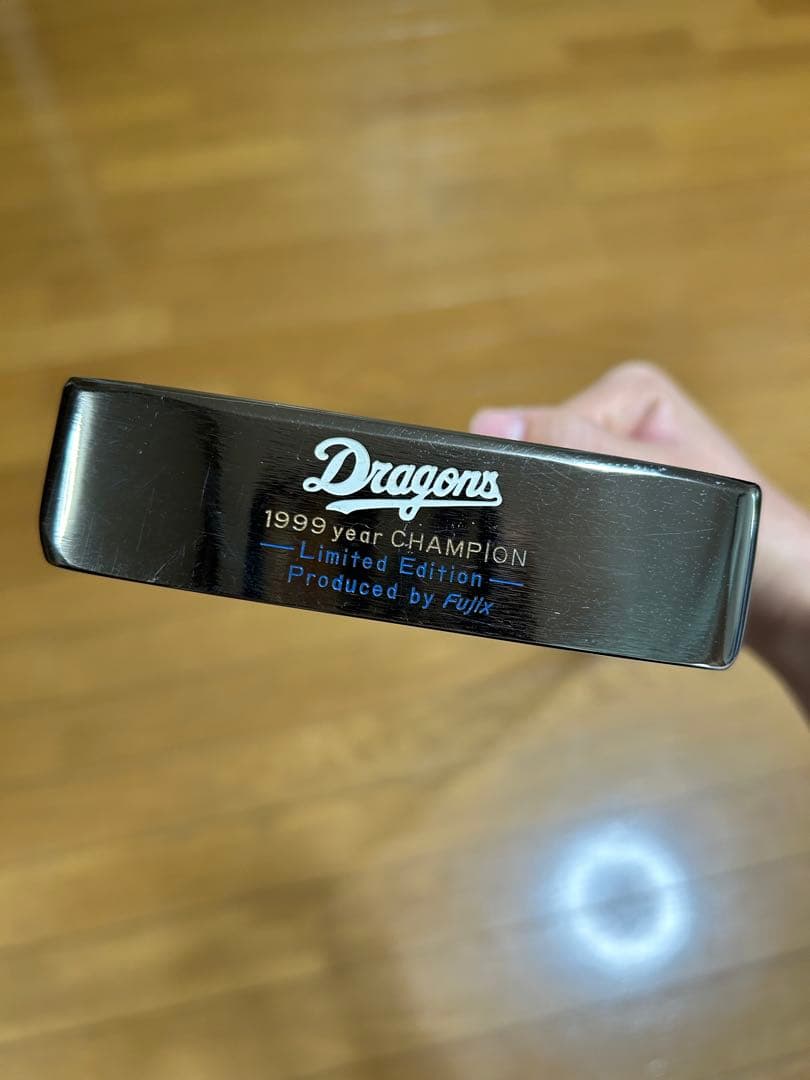 Dragons
1999 year CHAMPION
Limited Edition
Produced by Fujix